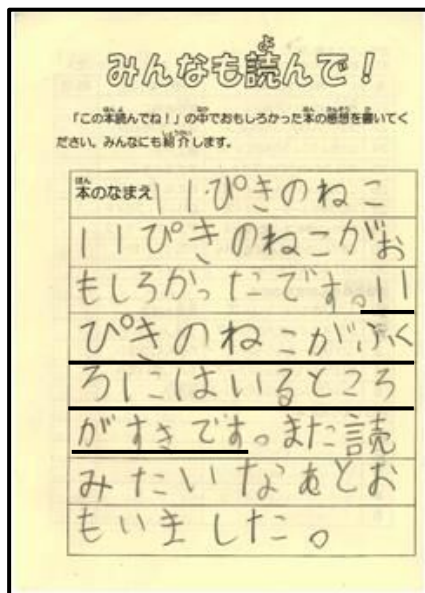 みんなも読んで！
「この本読んでね！」の中でおもしろかった本の感想を書いてく
ださい。みんなにも紹介します。
本のなまえ 11ぴきのねこ
11ぴきのねこがお
もしろかったです。11
ぴきのねこがふく
ろにはいるところ
がすきです。また読
みたいなぁとお
もいました。